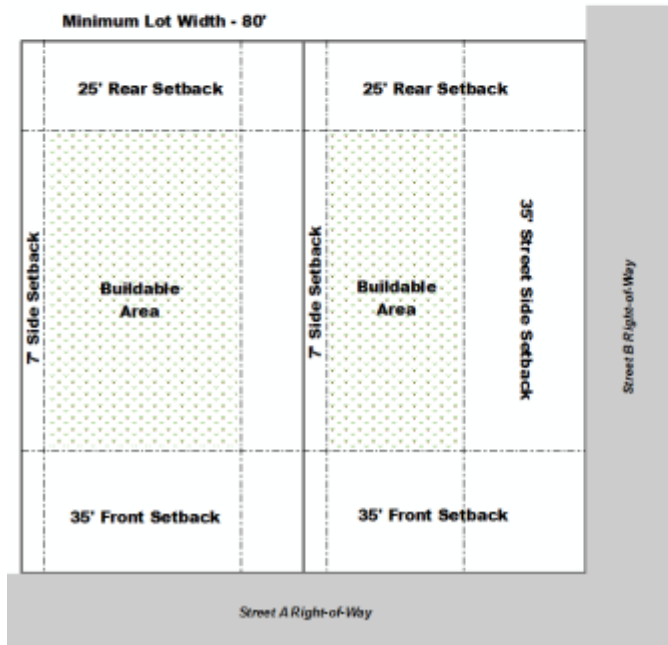 Minimum Lot Width - 80'
25' Rear Setback
25' Rear Setback
7' Side Setback
Buildable
Area
7' Side Setback
Buildable
Area
35' Street Side Setback
Street B Right-of-Way
35' Front Setback
35' Front Setback
Street A Right-of-Way